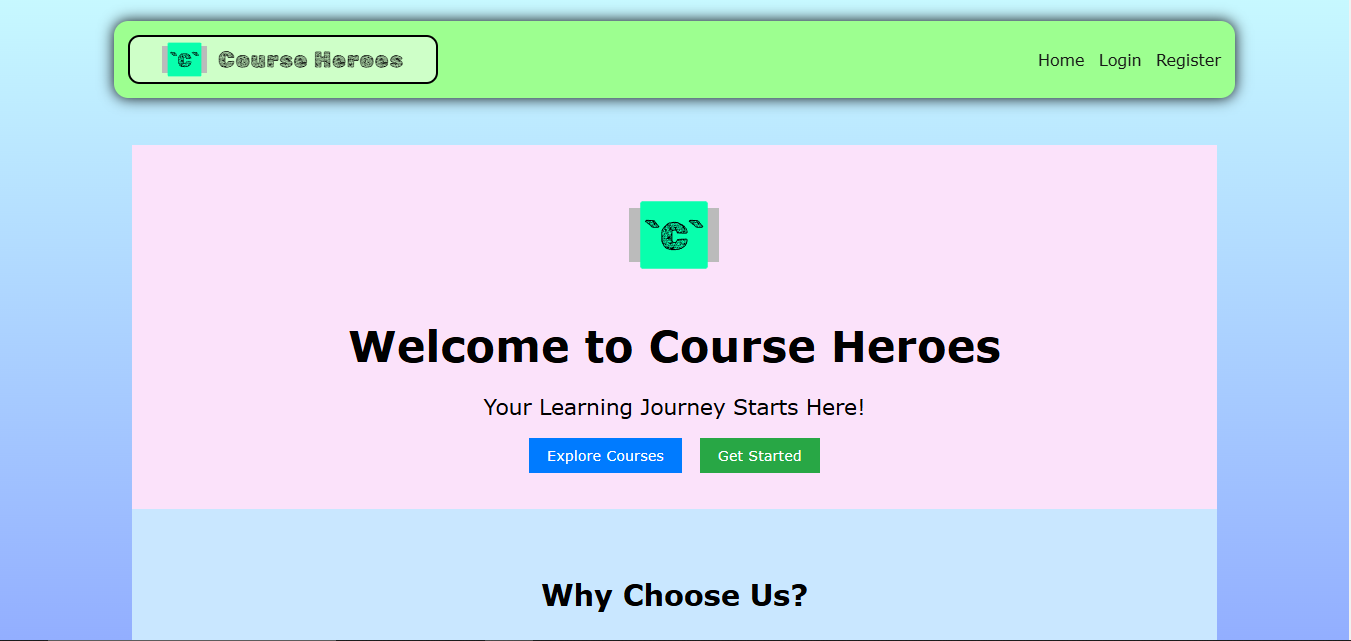 `C` Course Heroes
Home Login Register
`C`
Welcome to Course Heroes
Your Learning Journey Starts Here!
Explore Courses Get Started
Why Choose Us?